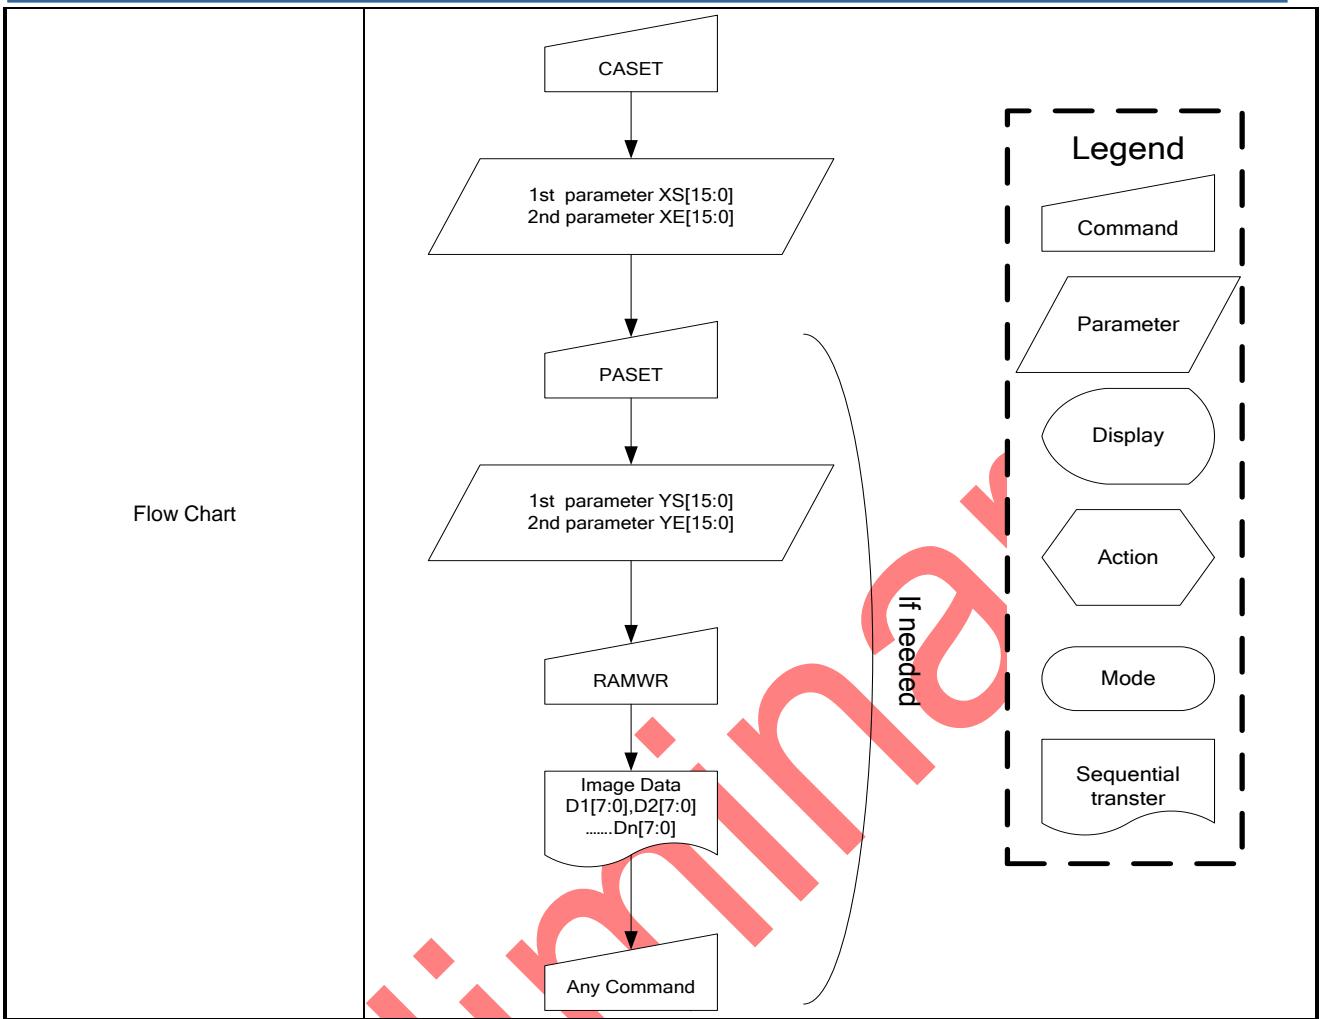 Flow Chart
CASET
1st parameter XS[15:0]
2nd parameter XE[15:0]
PASET
1st parameter YS[15:0]
2nd parameter YE[15:0]
RAMWR
Image Data
D1[7:0],D2[7:0]
.......Dn[7:0]
Any Command
If needed
Legend
Command
Parameter
Display
Action
Mode
Sequential
transter